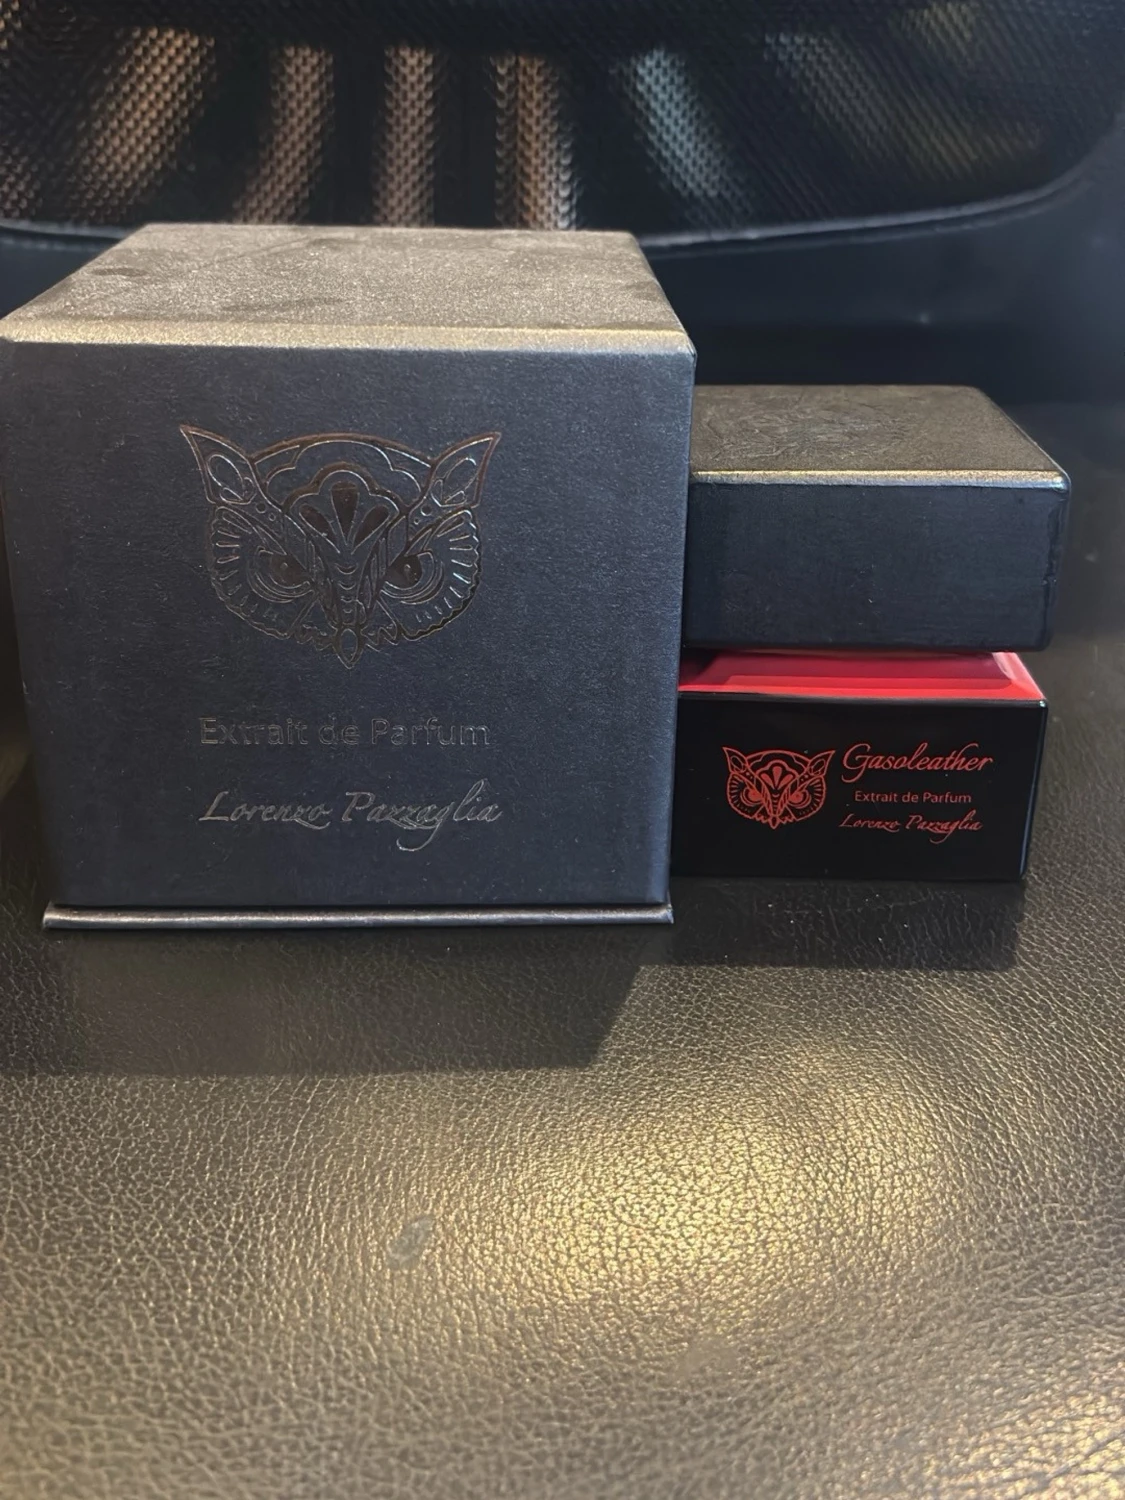 Extrait de Parfum
Lorenzo Pazzaglia
Gasoleather
Extrait de Parfum
Lorenzo Pazzaglia